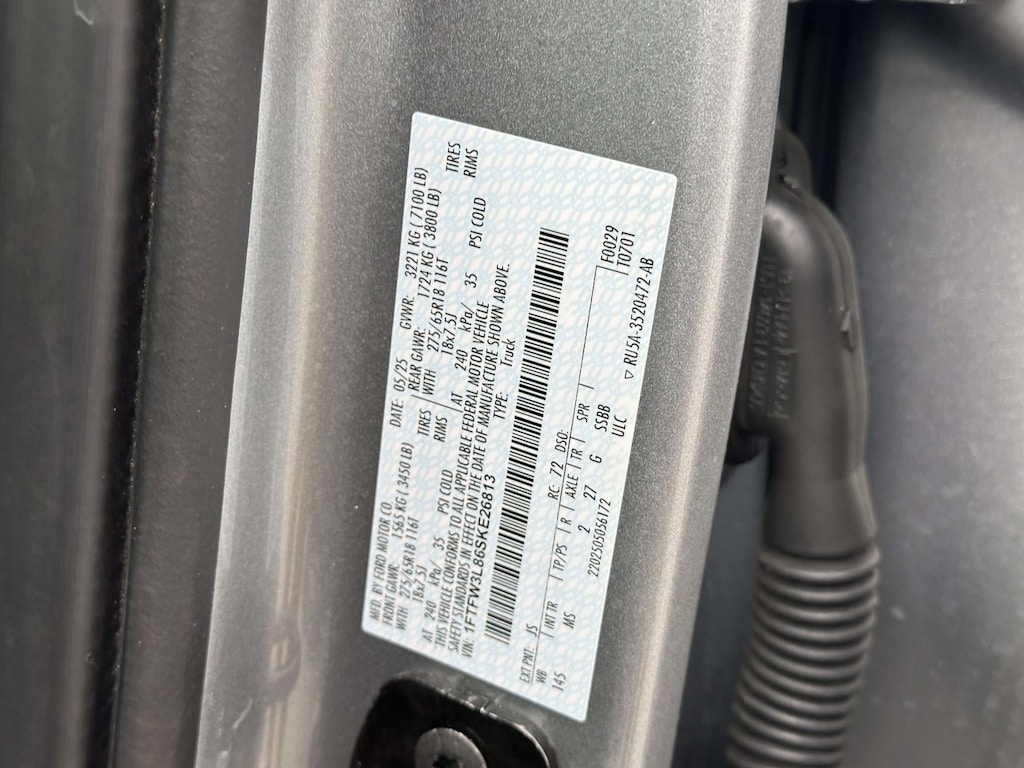 MFD. BY FORD MOTOR CO.
DATE: 05/25 GVWR: 3221 KG ( 7100 LB)
FRONT GAWR: 1565 KG ( 3450 LB) REAR GAWR: 1724 KG ( 3800 LB)
WITH 275/65R18 116T TIRES WITH 275/65R18 116T TIRES
18x7.5J RIMS 18x7.5J RIMS
AT 240 kPa/ 35 PSI COLD AT 240 kPa/ 35 PSI COLD
THIS VEHICLE CONFORMS TO ALL APPLICABLE FEDERAL MOTOR VEHICLE
SAFETY STANDARDS IN EFFECT ON THE DATE OF MANUFACTURE SHOWN ABOVE.
VIN: 1FTFW3L86SKE26813 TYPE: Truck
EXT PNT: JS RC: 72 DSO: F0029
WB INT TR TP/PS R AXLE TR SPR T0701
145 MS 2 27 G SSBB
2202505056172 ULC ▽ RU5A-3520472-AB